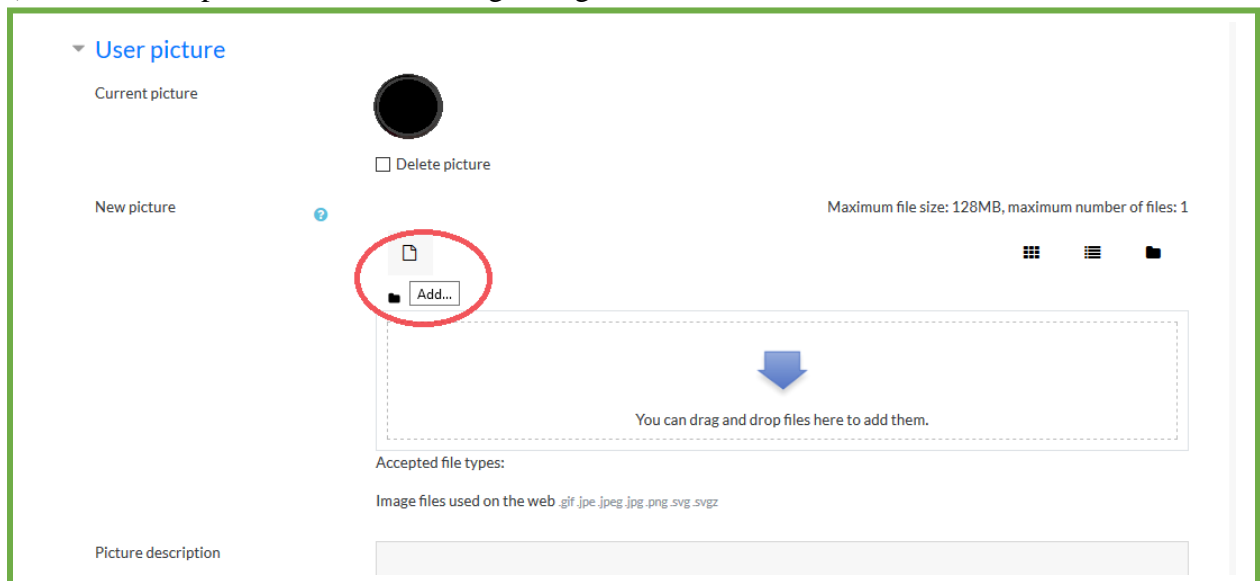 User picture
Current picture
Delete picture
New picture
Maximum file size: 128MB, maximum number of files: 1
Add...
You can drag and drop files here to add them.
Accepted file types:
Image files used on the web .gif .jpe .jpeg .jpg .png .svg .svgz
Picture description